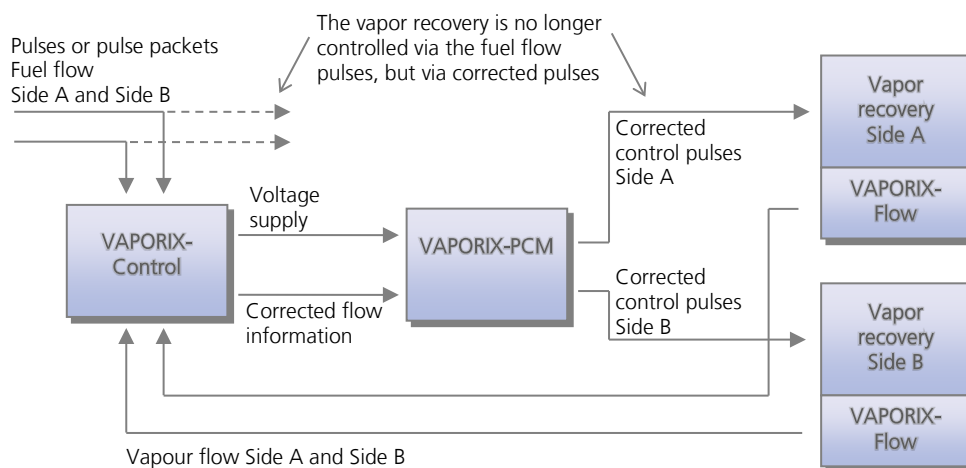 The vapor recovery is no longer
controlled via the fuel flow
pulses, but via corrected pulses
Pulses or pulse packets
Fuel flow
Side A and Side B
Vapor
recovery
Side A
VAPORIX-
Flow
Corrected
control pulses
Side A
Voltage
supply
VAPORIX-
Control
VAPORIX-PCM
Corrected flow
information
Corrected
control pulses
Side B
Vapor
recovery
Side B
VAPORIX-
Flow
Vapour flow Side A and Side B